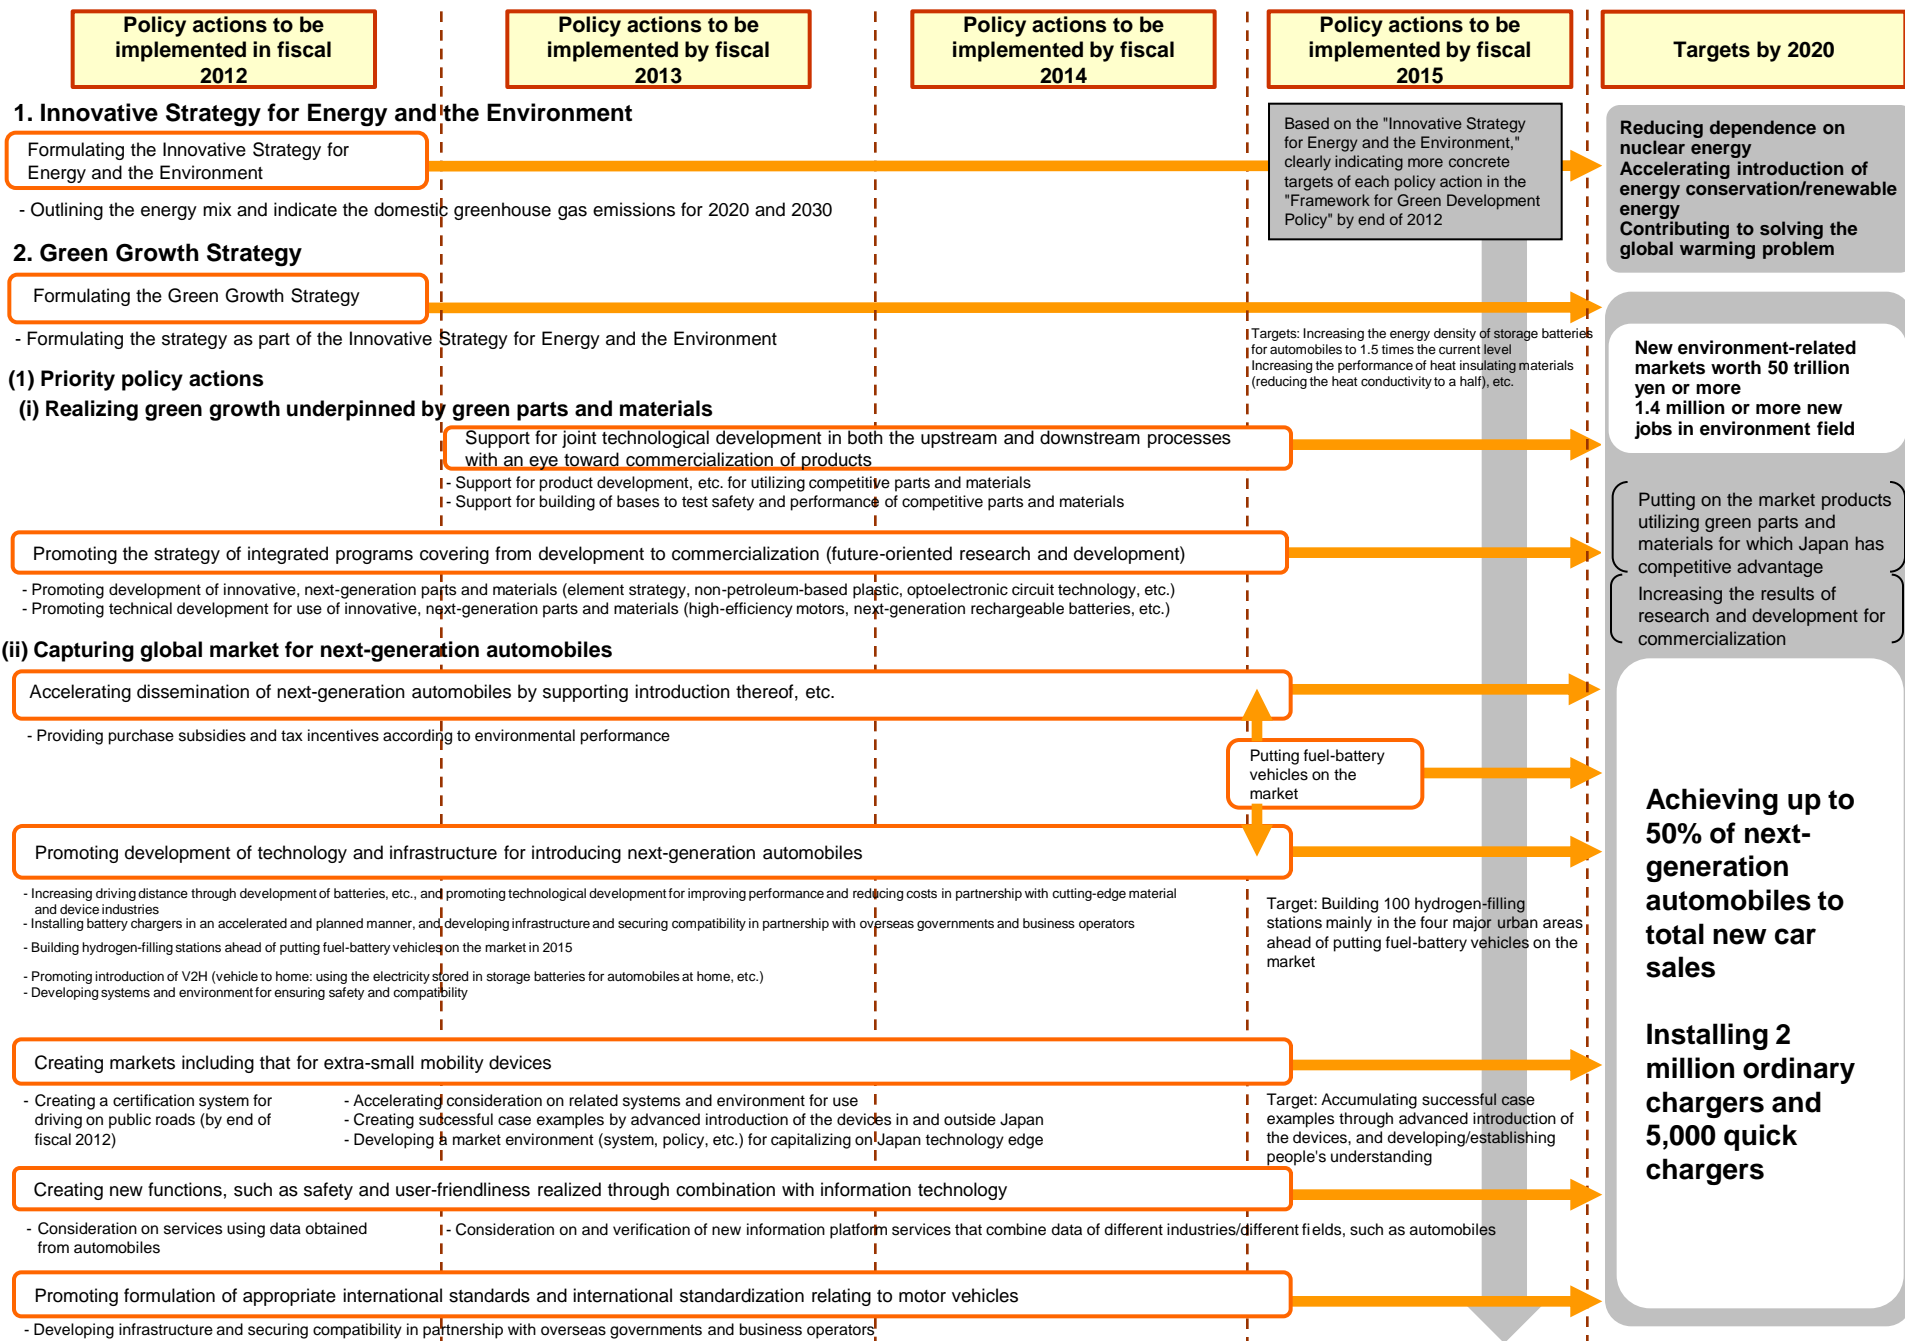 Policy actions to be
implemented in fiscal
2012
Policy actions to be
implemented by fiscal
2013
Policy actions to be
implemented by fiscal
2014
Policy actions to be
implemented by fiscal
2015
Targets by 2020
1. Innovative Strategy for Energy and the Environment
Formulating the Innovative Strategy for
Energy and the Environment
- Outlining the energy mix and indicate the domestic greenhouse gas emissions for 2020 and 2030
Based on the "Innovative Strategy
for Energy and the Environment,"
clearly indicating more concrete
targets of each policy action in the
"Framework for Green Development
Policy" by end of 2012
Reducing dependence on
nuclear energy
Accelerating introduction of
energy conservation/renewable
energy
Contributing to solving the
global warming problem
2. Green Growth Strategy
Formulating the Green Growth Strategy
- Formulating the strategy as part of the Innovative Strategy for Energy and the Environment
Targets: Increasing the energy density of storage batteries
for automobiles to 1.5 times the current level
Increasing the performance of heat insulating materials
(reducing the heat conductivity to a half), etc.
New environment-related
markets worth 50 trillion
yen or more
1.4 million or more new
jobs in environment field
(1) Priority policy actions
(i) Realizing green growth underpinned by green parts and materials
Support for joint technological development in both the upstream and downstream processes
with an eye toward commercialization of products
- Support for product development, etc. for utilizing competitive parts and materials
- Support for building of bases to test safety and performance of competitive parts and materials
Putting on the market products
utilizing green parts and
materials for which Japan has
competitive advantage
Promoting the strategy of integrated programs covering from development to commercialization (future-oriented research and development)
- Promoting development of innovative, next-generation parts and materials (element strategy, non-petroleum-based plastic, optoelectronic circuit technology, etc.)
- Promoting technical development for use of innovative, next-generation parts and materials (high-efficiency motors, next-generation rechargeable batteries, etc.)
Increasing the results of
research and development for
commercialization
(ii) Capturing global market for next-generation automobiles
Accelerating dissemination of next-generation automobiles by supporting introduction thereof, etc.
- Providing purchase subsidies and tax incentives according to environmental performance
Putting fuel-battery
vehicles on the
market
Promoting development of technology and infrastructure for introducing next-generation automobiles
- Increasing driving distance through development of batteries, etc., and promoting technological development for improving performance and reducing costs in partnership with cutting-edge material
and device industries
- Installing battery chargers in an accelerated and planned manner, and developing infrastructure and securing compatibility in partnership with overseas governments and business operators
- Building hydrogen-filling stations ahead of putting fuel-battery vehicles on the market in 2015
- Promoting introduction of V2H (vehicle to home: using the electricity stored in storage batteries for automobiles at home, etc.)
- Developing systems and environment for ensuring safety and compatibility
Target: Building 100 hydrogen-filling
stations mainly in the four major urban areas
ahead of putting fuel-battery vehicles on the
market
Achieving up to
50% of next-
generation
automobiles to
total new car
sales
Installing 2
million ordinary
chargers and
5,000 quick
chargers
Creating markets including that for extra-small mobility devices
- Creating a certification system for
driving on public roads (by end of
fiscal 2012)
- Accelerating consideration on related systems and environment for use
- Creating successful case examples by advanced introduction of the devices in and outside Japan
- Developing a market environment (system, policy, etc.) for capitalizing on Japan technology edge
Target: Accumulating successful case
examples through advanced introduction of
the devices, and developing/establishing
people's understanding
Creating new functions, such as safety and user-friendliness realized through combination with information technology
- Consideration on services using data obtained
from automobiles
- Consideration on and verification of new information platform services that combine data of different industries/different fields, such as automobiles
Promoting formulation of appropriate international standards and international standardization relating to motor vehicles
- Developing infrastructure and securing compatibility in partnership with overseas governments and business operators